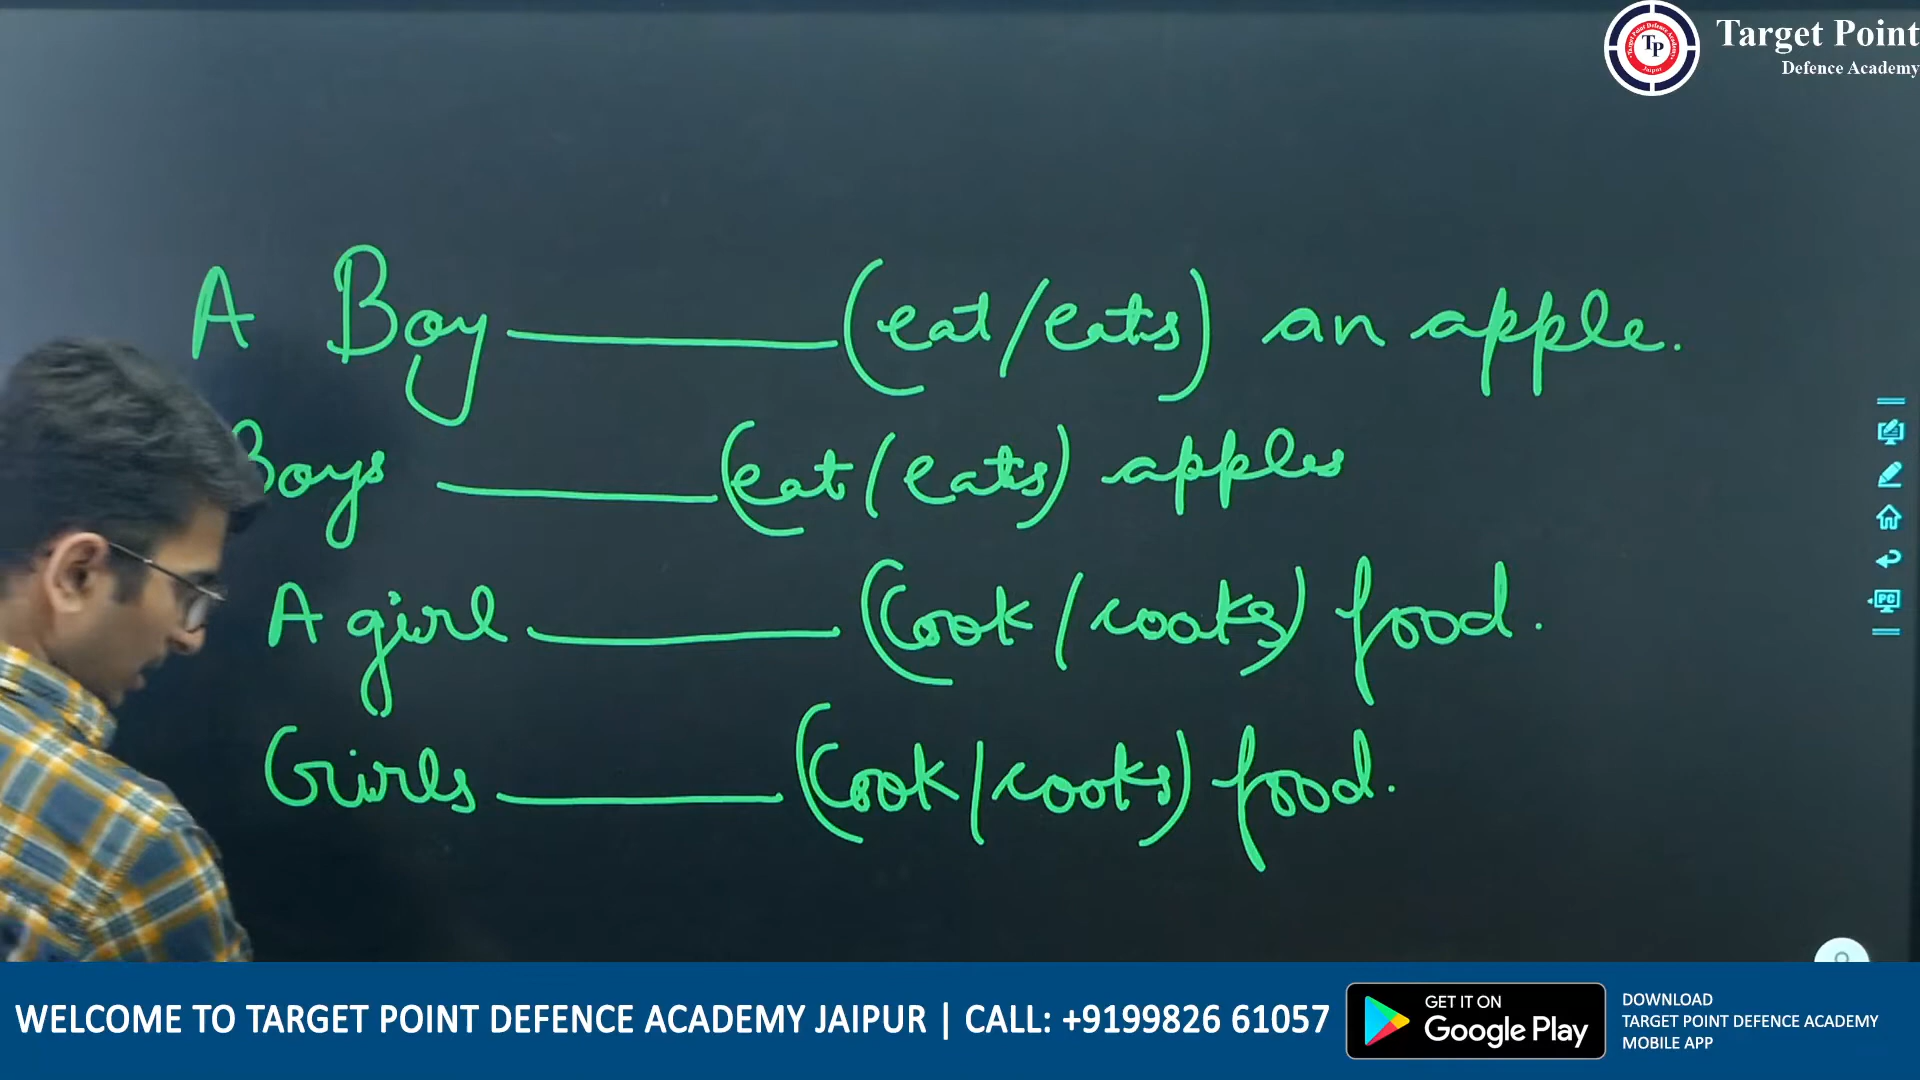 Target Point
Defence Academy
TP
A Boy ______ (eat/eats) an apple.
Boys ______ (eat/eats) apples
A girl ______ (Cook/cooks) food.
Girls ______ (Cook/cooks) food.
PC
WELCOME TO TARGET POINT DEFENCE ACADEMY JAIPUR | CALL: +9199826 61057
GET IT ON
Google Play
DOWNLOAD
TARGET POINT DEFENCE ACADEMY
MOBILE APP